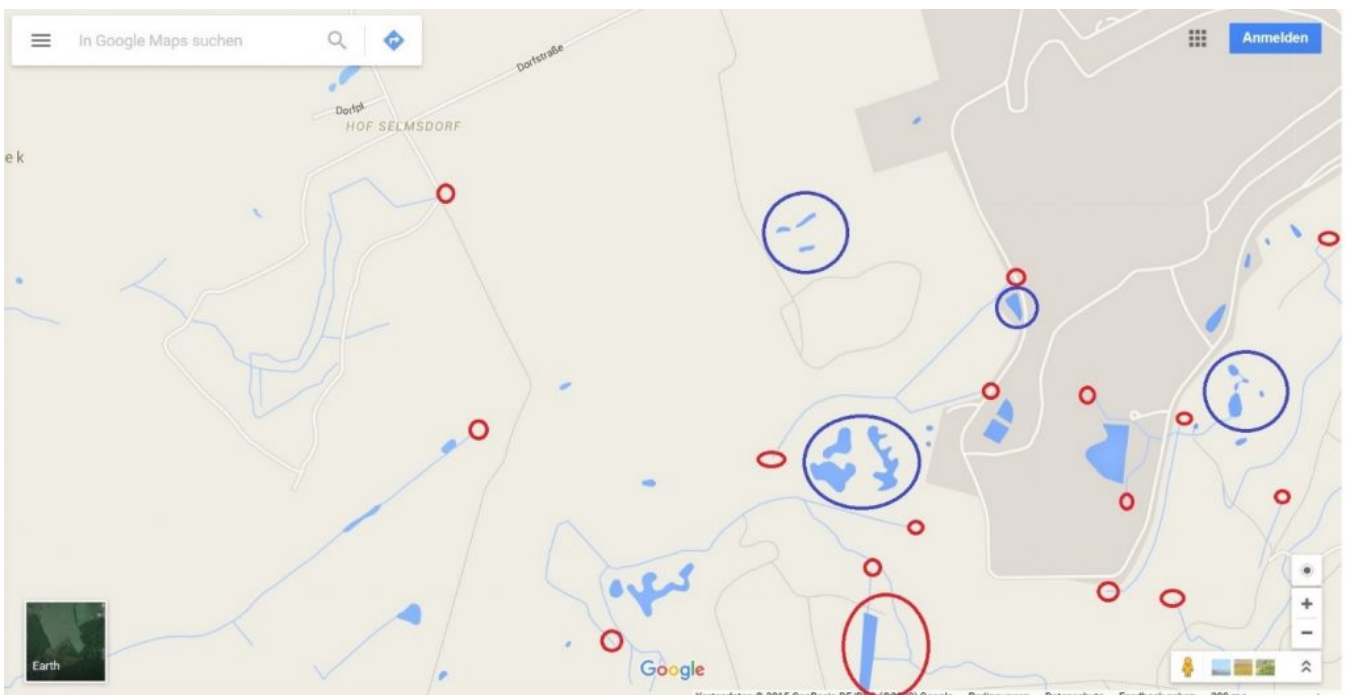 In Google Maps suchen
Anmelden
Dorfstraße
Dorfpl.
HOF SELMSDORF
ek
Earth
Google